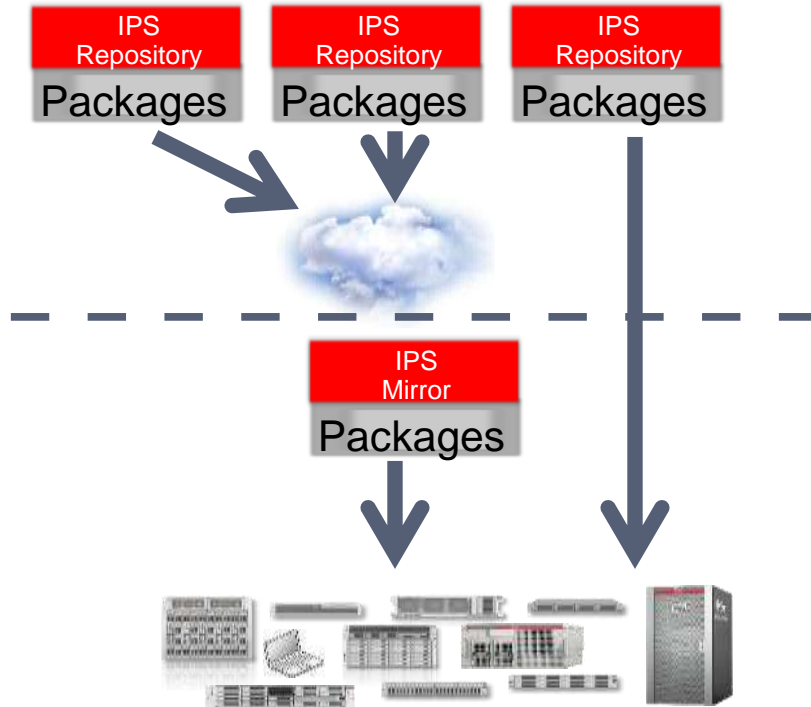 IPS
Repository
Packages
IPS
Repository
Packages
IPS
Repository
Packages
IPS
Mirror
Packages